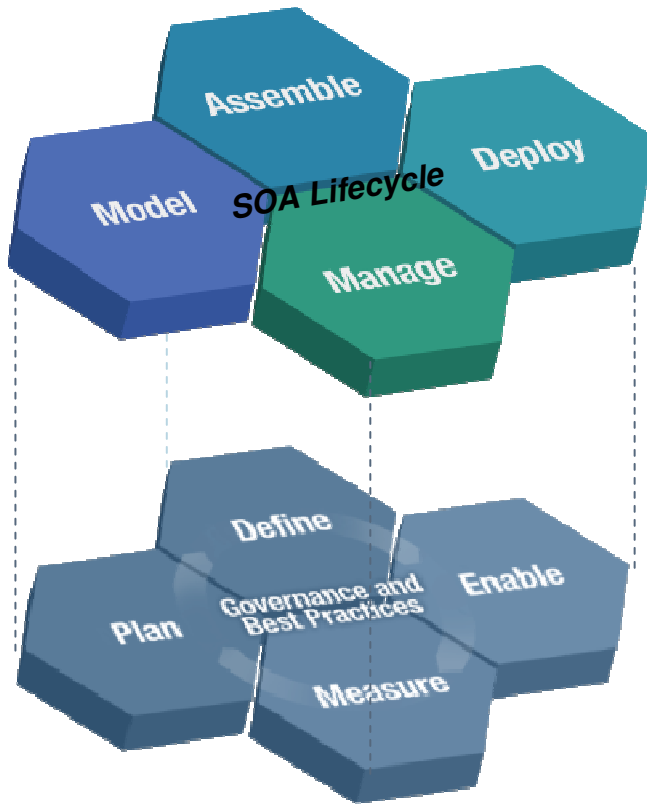 Assemble
Deploy
Model
SOA Lifecycle
Manage
Define
Enable
Governance and
Best Practices
Plan
Measure